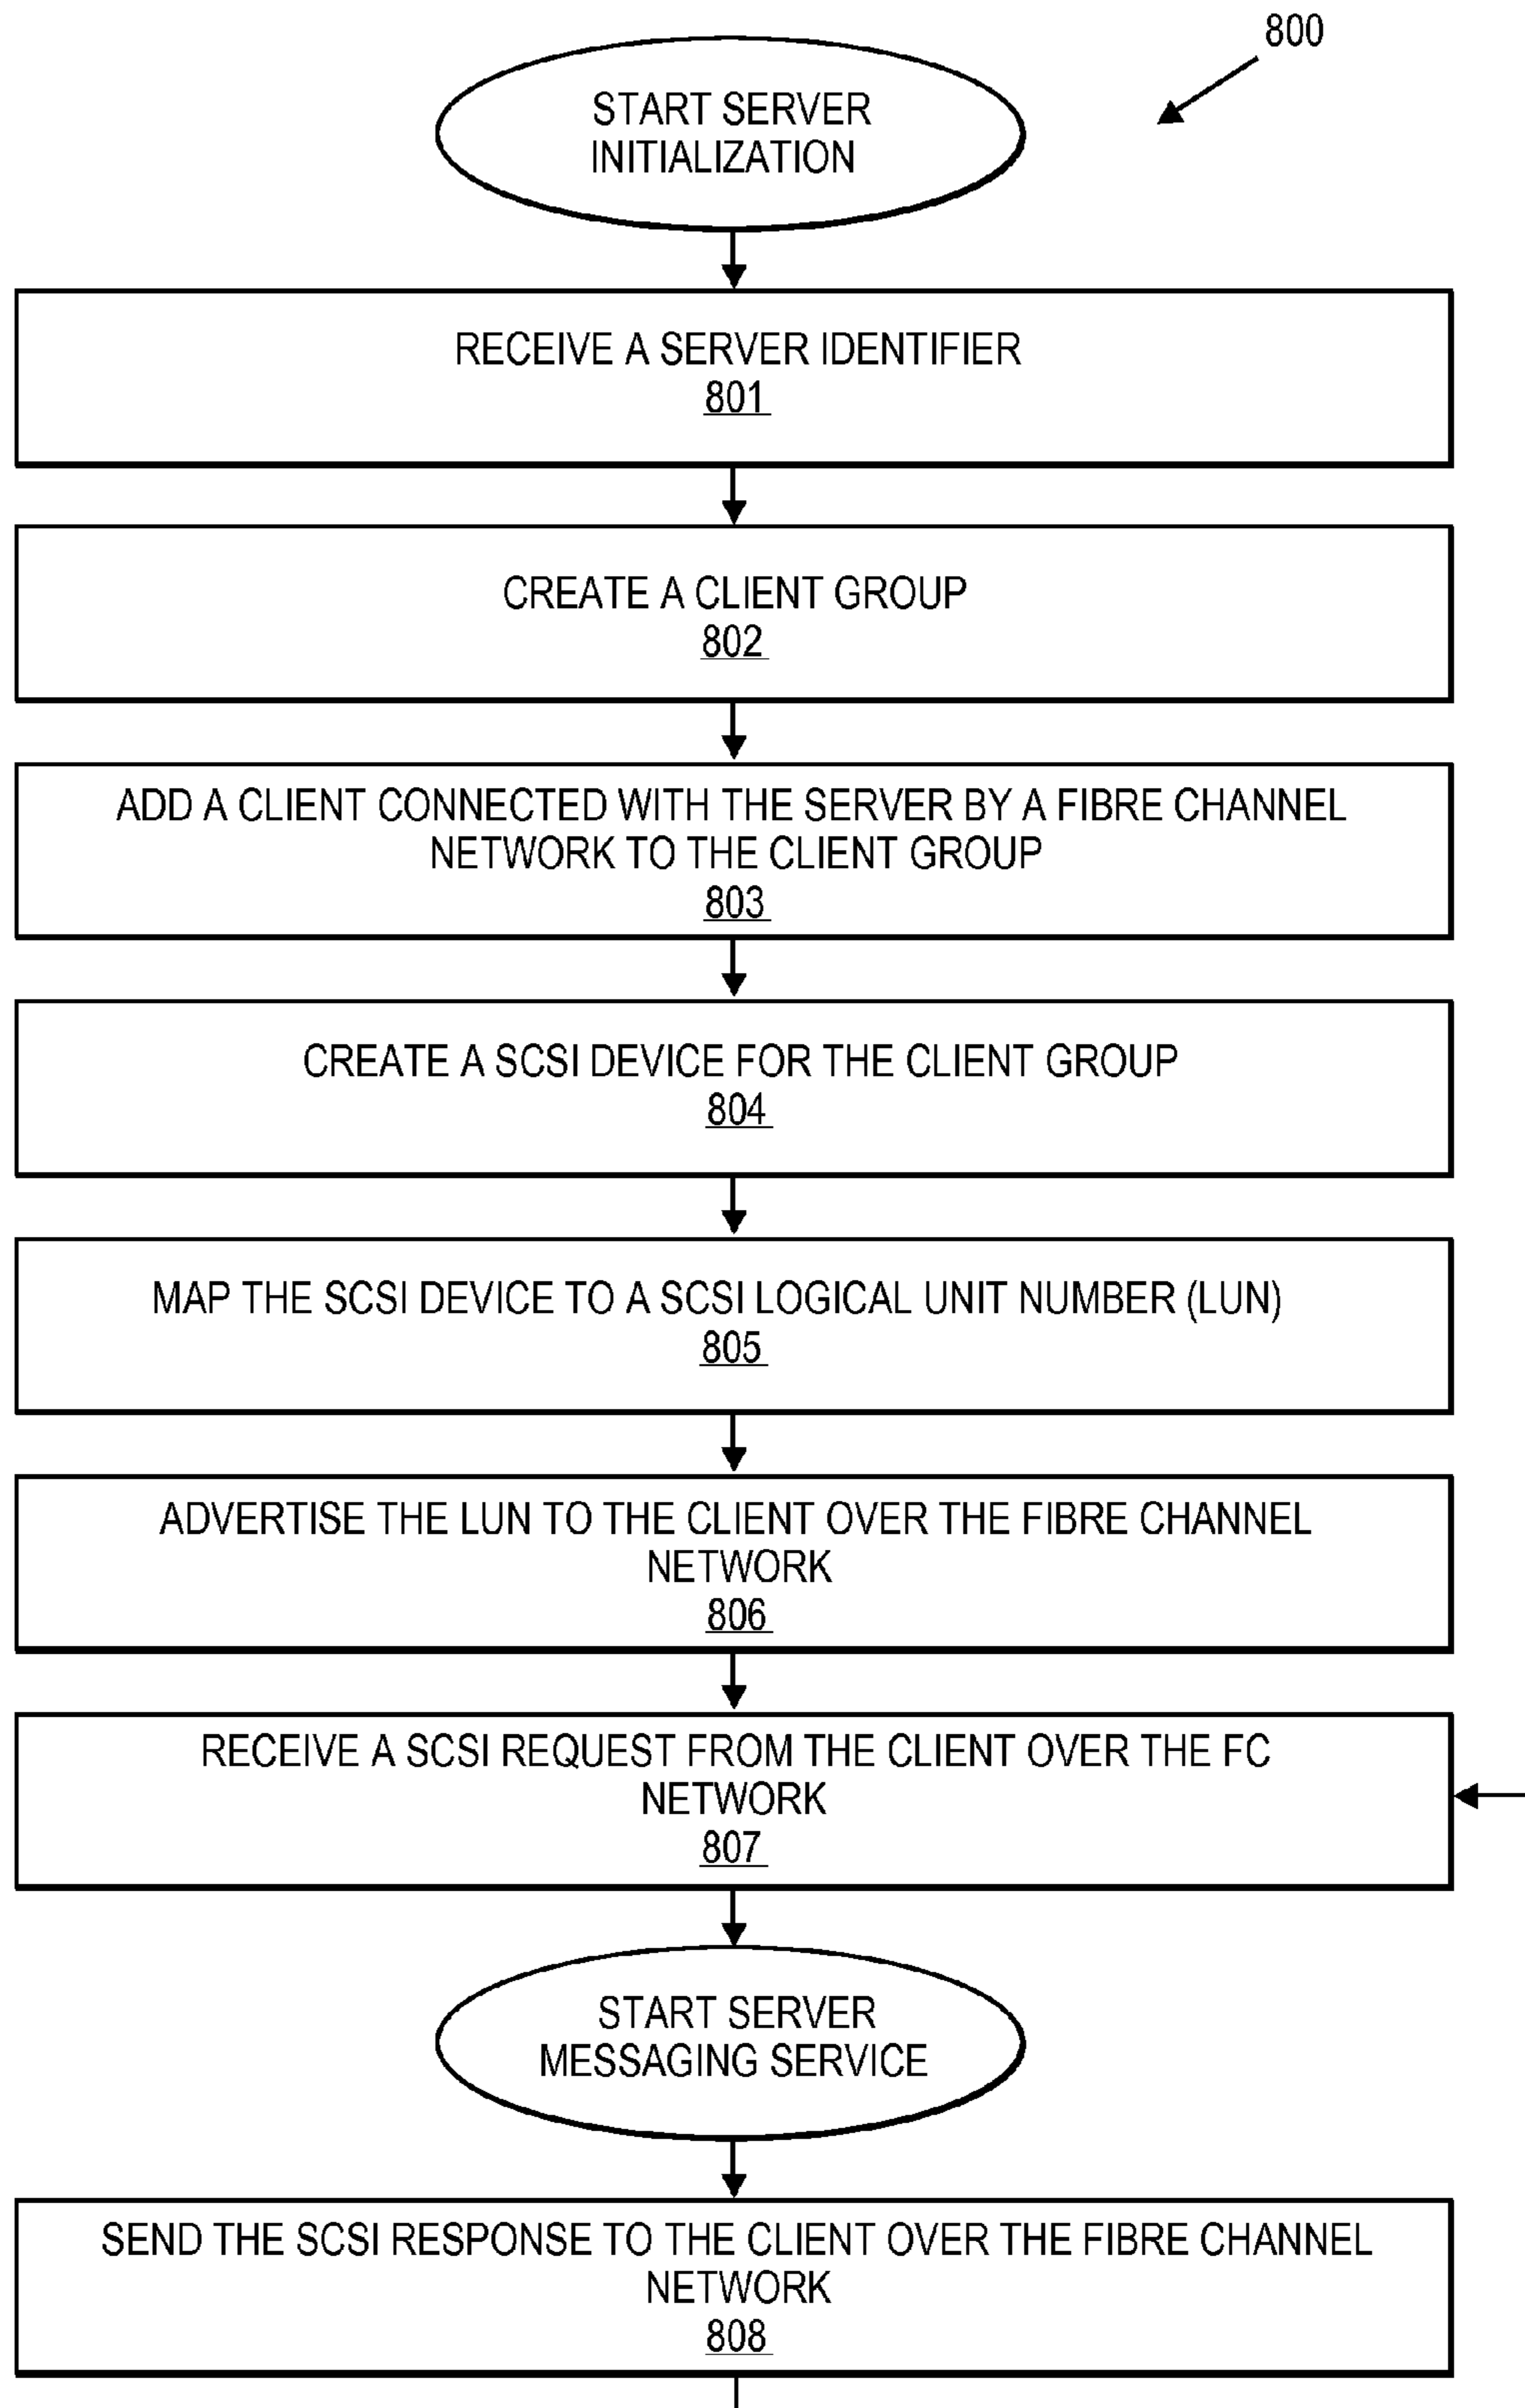 800
START SERVER
INITIALIZATION
RECEIVE A SERVER IDENTIFIER
801
CREATE A CLIENT GROUP
802
ADD A CLIENT CONNECTED WITH THE SERVER BY A FIBRE CHANNEL
NETWORK TO THE CLIENT GROUP
803
CREATE A SCSI DEVICE FOR THE CLIENT GROUP
804
MAP THE SCSI DEVICE TO A SCSI LOGICAL UNIT NUMBER (LUN)
805
ADVERTISE THE LUN TO THE CLIENT OVER THE FIBRE CHANNEL
NETWORK
806
RECEIVE A SCSI REQUEST FROM THE CLIENT OVER THE FC
NETWORK
807
START SERVER
MESSAGING SERVICE
SEND THE SCSI RESPONSE TO THE CLIENT OVER THE FIBRE CHANNEL
NETWORK
808